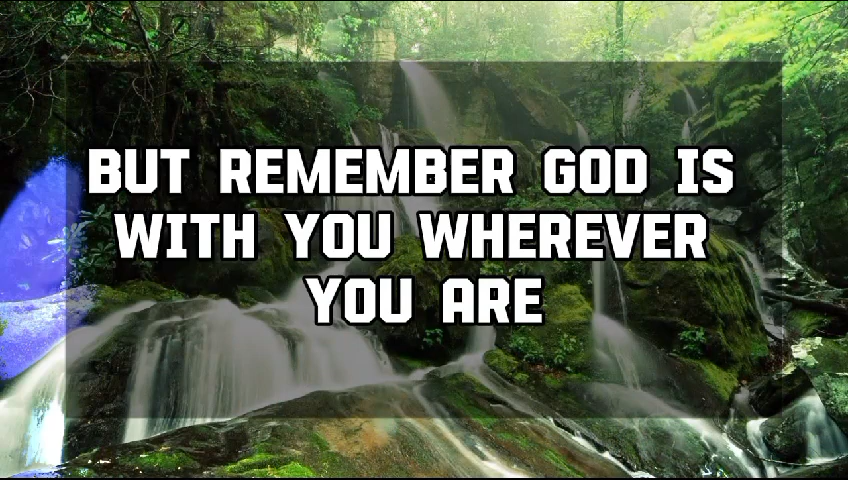 BUT REMEMBER GOD IS
WITH YOU WHEREVER
YOU ARE